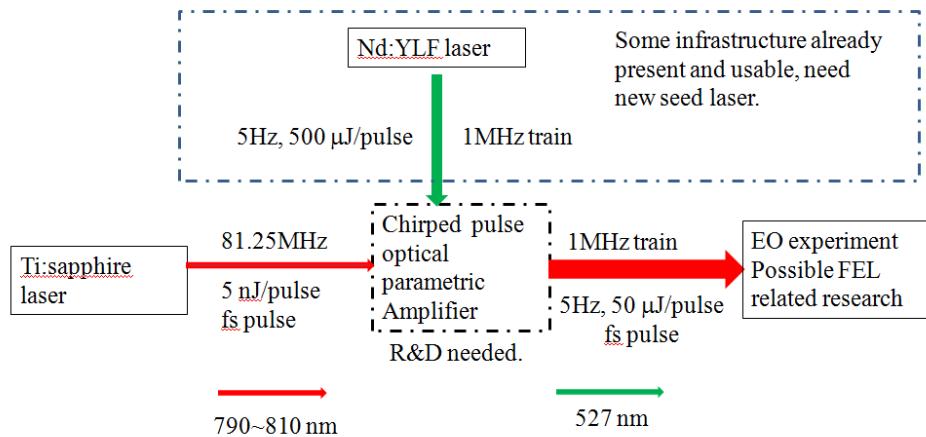 Nd:YLF laser
Some infrastructure already
present and usable, need
new seed laser.
5Hz, 500 μJ/pulse
1MHz train
Ti:sapphire
laser
81.25MHz
5 nJ/pulse
fs pulse
Chirped pulse
optical
parametric
Amplifier
R&D needed.
1MHz train
5Hz, 50 μJ/pulse
fs pulse
EO experiment
Possible FEL
related research
790~810 nm
527 nm